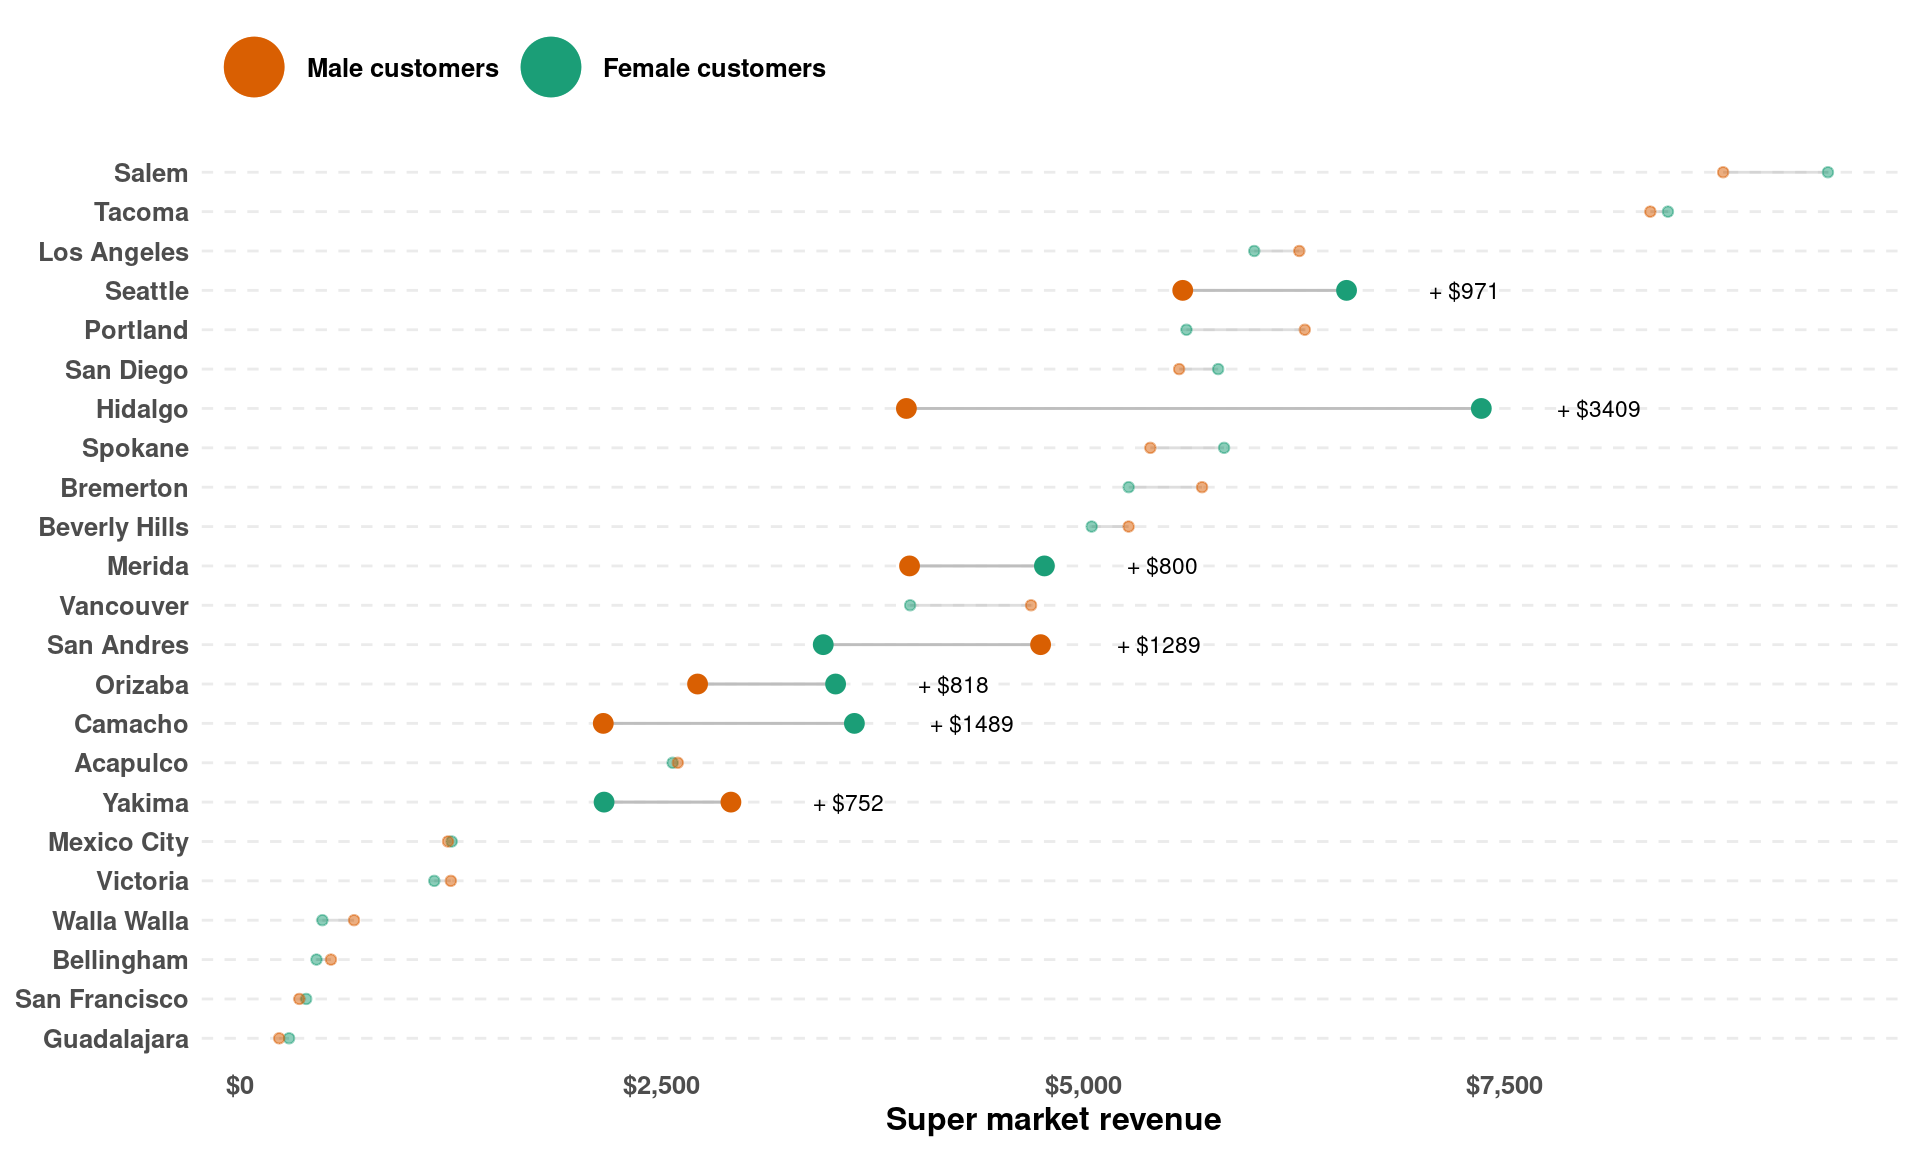 Male customers Female customers
Salem
Tacoma
Los Angeles
Seattle + $971
Portland
San Diego
Hidalgo + $3409
Spokane
Bremerton
Beverly Hills
Merida + $800
Vancouver
San Andres + $1289
Orizaba + $818
Camacho + $1489
Acapulco
Yakima + $752
Mexico City
Victoria
Walla Walla
Bellingham
San Francisco
Guadalajara
$0 $2,500 $5,000 $7,500
Super market revenue